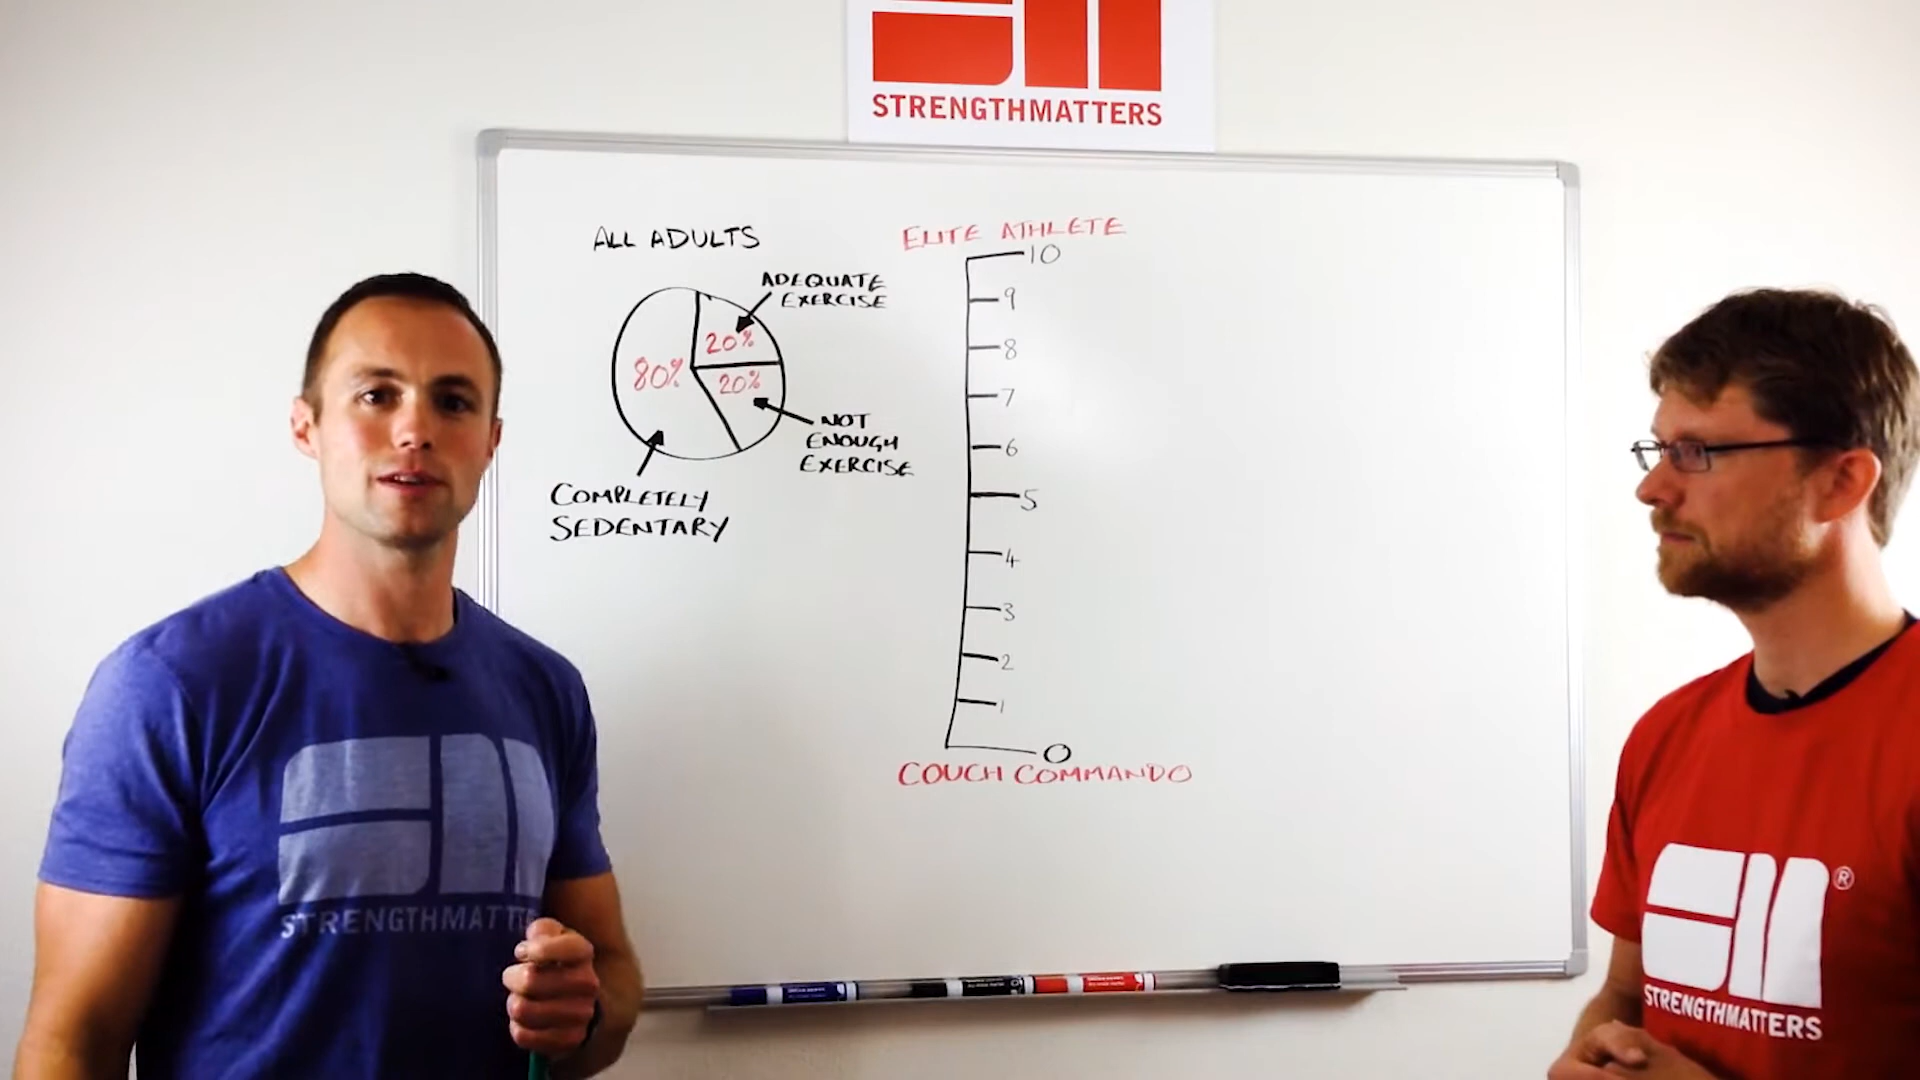 STRENGTHMATTERS
ALL ADULTS
ADEQUATE
EXERCISE
20%
80%
20%
NOT
ENOUGH
EXERCISE
COMPLETELY
SEDENTARY
ELITE ATHLETE
10
9
8
7
6
5
4
3
2
1
0
COUCH COMMANDO
STRENGTHMATTE
®
STRENGTHMATTERS